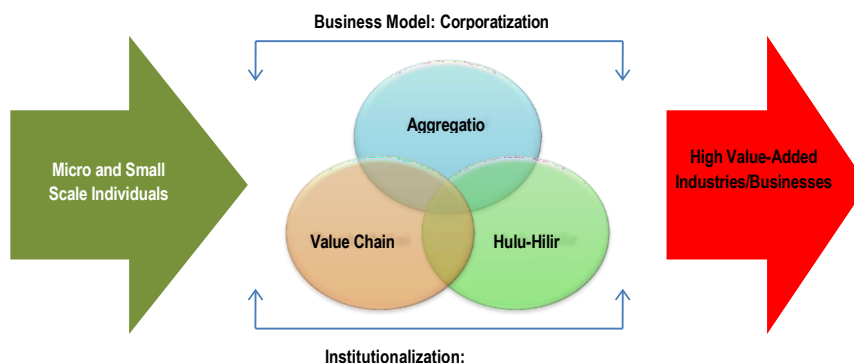 Business Model: Corporatization
Aggregatio
Micro and Small
Scale Individuals
High Value-Added
Industries/Businesses
Value Chain
Hulu-Hilir
Institutionalization: